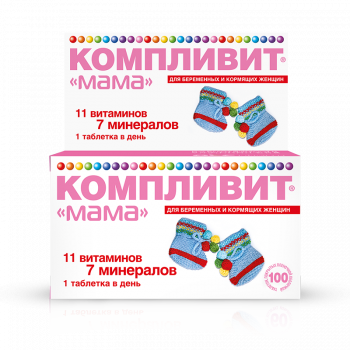 КОМПЛИВИТ®
«мама»
ДЛЯ БЕРЕМЕННЫХ И КОРМЯЩИХ ЖЕНЩИН
11 витаминов
7 минералов
1 таблетка в день
КОМПЛИВИТ®
«мама»
ДЛЯ БЕРЕМЕННЫХ И КОРМЯЩИХ ЖЕНЩИН
11 витаминов
7 минералов
1 таблетка в день
100